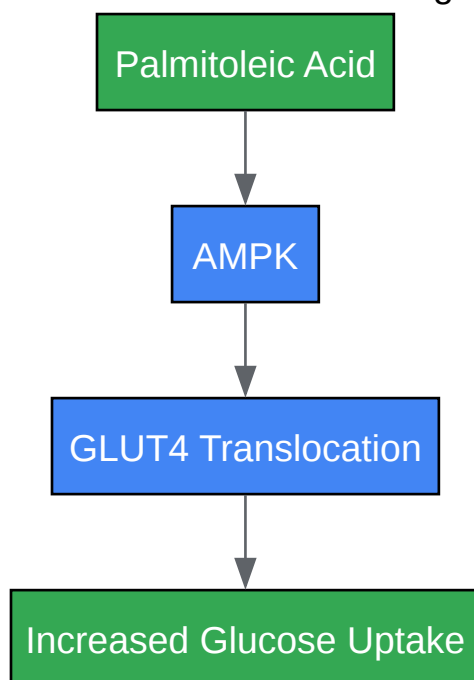 Palmitoleic Acid
AMPK
GLUT4 Translocation
Increased Glucose Uptake